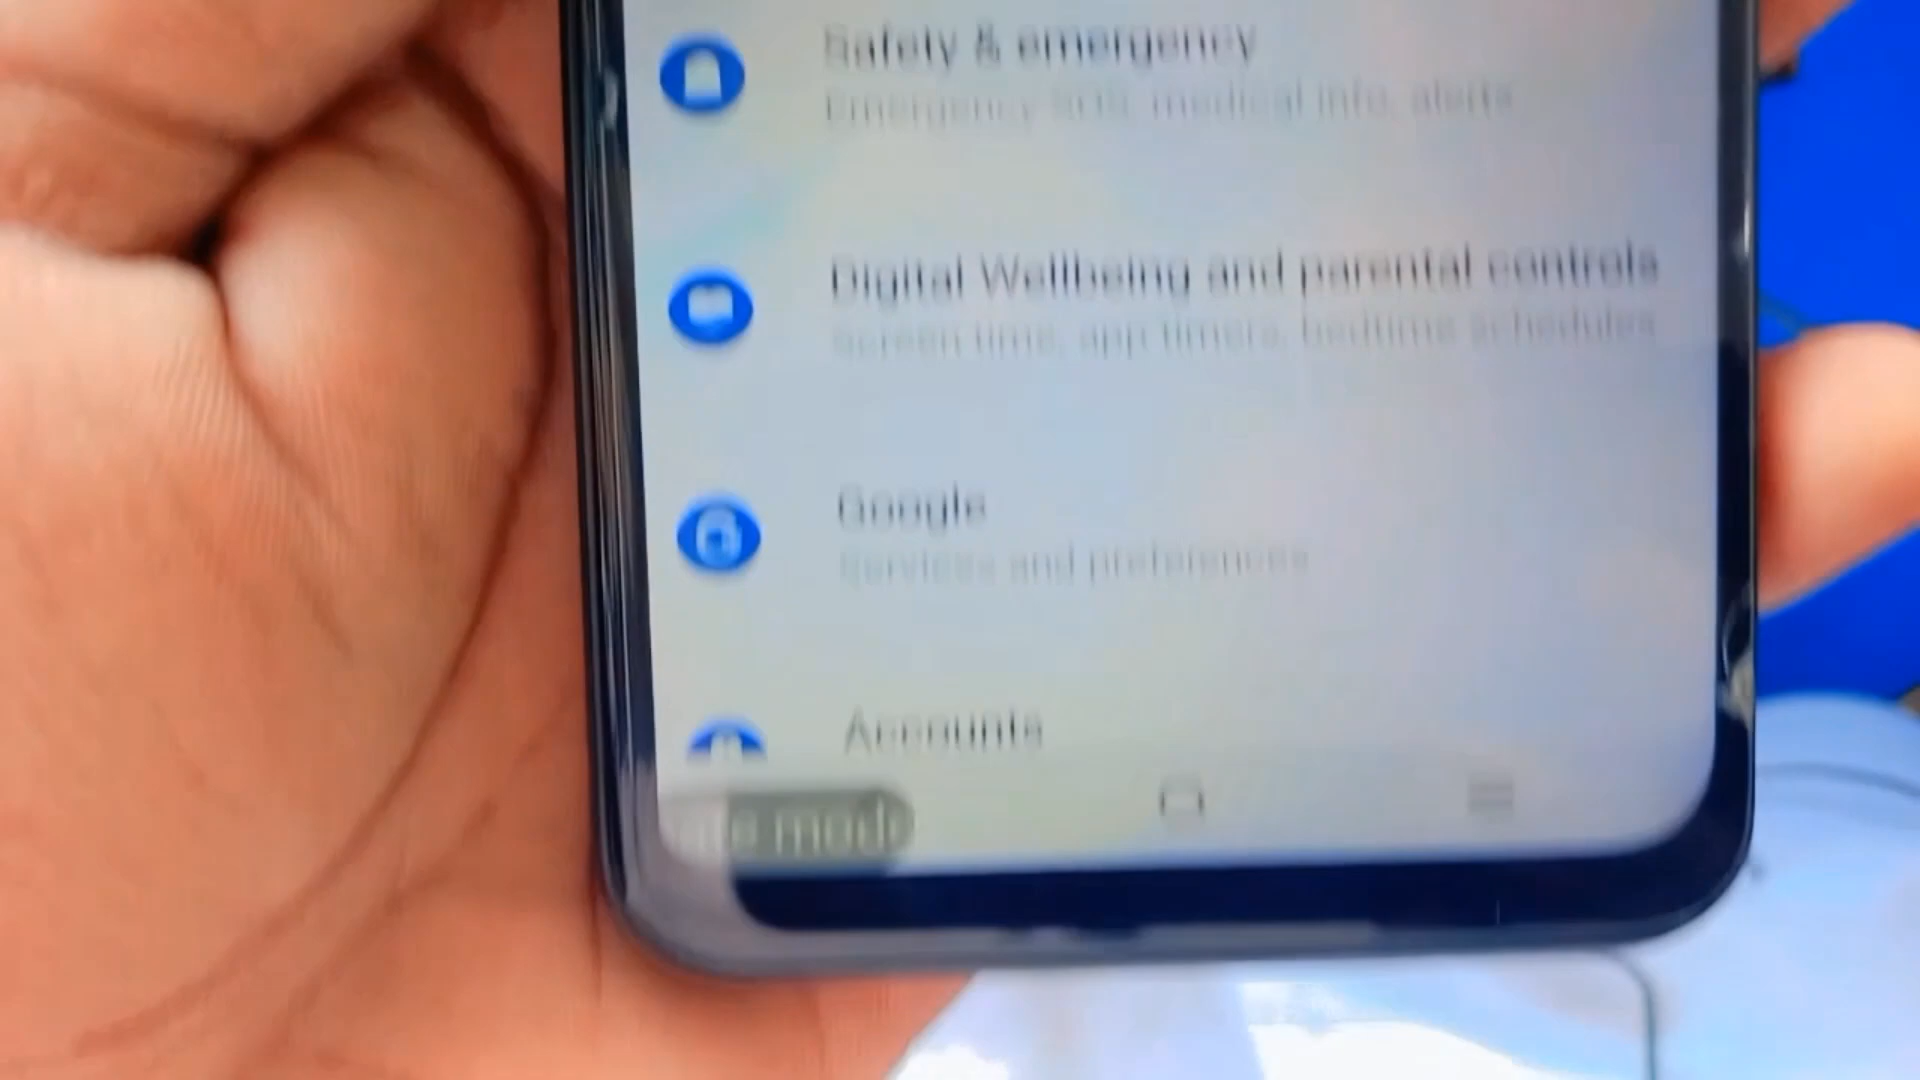 Safety & emergency
Emergency SOS, medical info, alerts
Digital Wellbeing and parental controls
Screen time, app timers, bedtime schedules
Google
Services and preferences
Accounts
mod